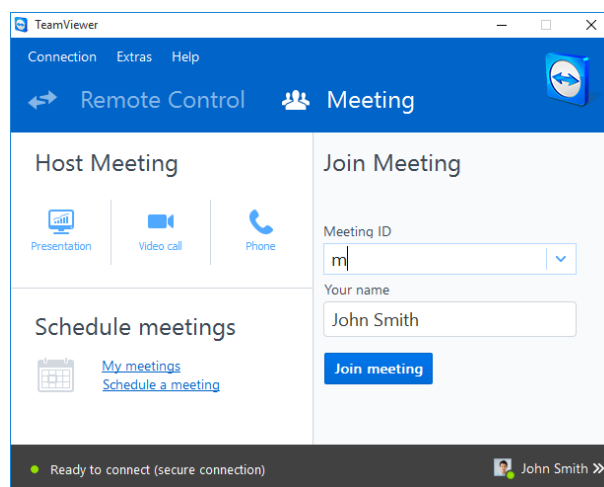 TeamViewer
Connection Extras Help
Remote Control Meeting
Host Meeting
Presentation Video call Phone
Schedule meetings
My meetings
Schedule a meeting
Join Meeting
Meeting ID
m
Your name
John Smith
Join meeting
Ready to connect (secure connection) John Smith